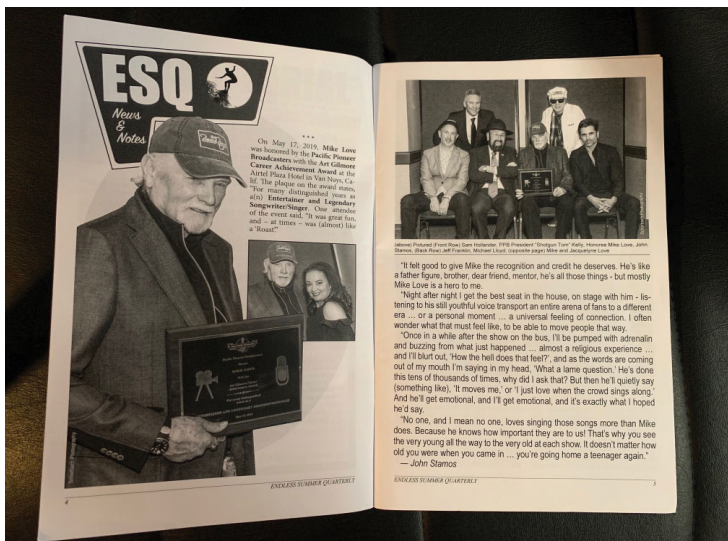 ESQ
News
&
Notes
***
On May 17, 2019, Mike Love
was honored by the Pacific Pioneer
Broadcasters with the Art Gilmore
Career Achievement Award at the
Airtel Plaza Hotel in Van Nuys, Ca-
lif. The plaque on the award states,
"For many distinguished years as
a(n) Entertainer and Legendary
Songwriter/Singer. One attendee
of the event said, "It was great fun,
and – at times – was (almost) like
a 'Roast'."
4
ENDLESS SUMMER QUARTERLY
(above) Pictured (Front Row) Sam Hollander, PPB President "Shotgun Tom" Kelly, Honoree Mike Love, John
Stamos, (Back Row) Jeff Franklin, Michael Lloyd; (opposite page) Mike and Jacquelyne Love
"It felt good to give Mike the recognition and credit he deserves. He's like
a father figure, brother, dear friend, mentor, he's all those things - but mostly
Mike Love is a hero to me.
"Night after night I get the best seat in the house, on stage with him - lis-
tening to his still youthful voice transport an entire arena of fans to a different
era … or a personal moment … a universal feeling of connection. I often
wonder what that must feel like, to be able to move people that way.
"Once in a while after the show on the bus, I'll be pumped with adrenalin
and buzzing from what just happened … almost a religious experience …
and I'll blurt out, 'How the hell does that feel?', and as the words are coming
out of my mouth I'm saying in my head, 'What a lame question.' He's done
this tens of thousands of times, why did I ask that? But then he'll quietly say
(something like), 'It moves me,' or 'I just love when the crowd sings along.'
And he'll get emotional, and I'll get emotional, and it's exactly what I hoped
he'd say.
"No one, and I mean no one, loves singing those songs more than Mike
does. Because he knows how important they are to us! That's why you see
the very young all the way to the very old at each show. It doesn't matter how
old you were when you came in … you're going home a teenager again."
— John Stamos
ENDLESS SUMMER QUARTERLY
5